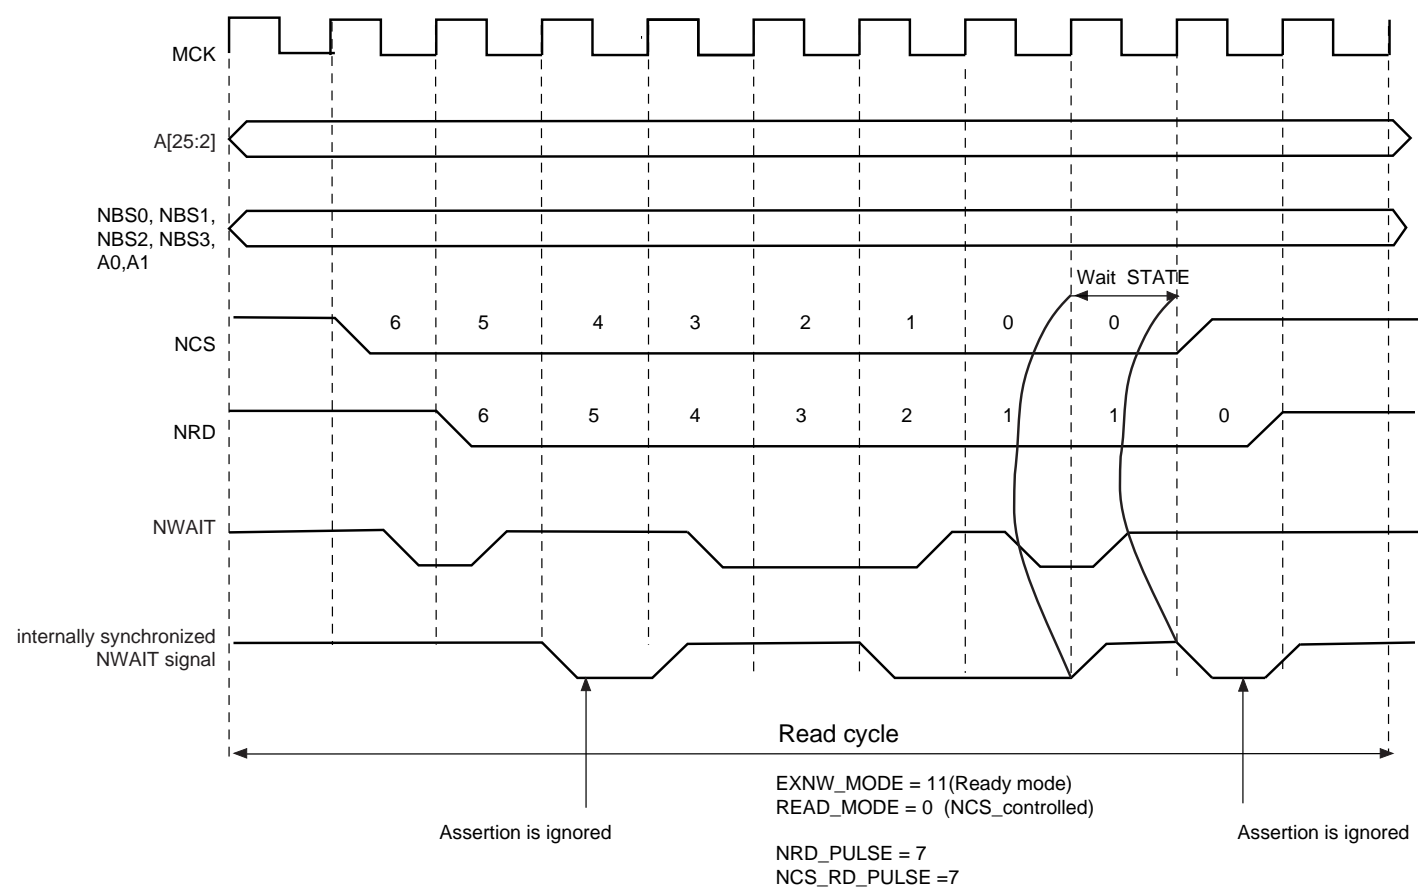 MCK
A[25:2]
NBS0, NBS1,
NBS2, NBS3,
A0,A1
Wait STATE
6 5 4 3 2 1 0 0
NCS
6 5 4 3 2 1 1 0
NRD
NWAIT
internally synchronized
NWAIT signal
Read cycle
EXNW_MODE = 11(Ready mode)
READ_MODE = 0 (NCS_controlled)
Assertion is ignored
Assertion is ignored
NRD_PULSE = 7
NCS_RD_PULSE =7